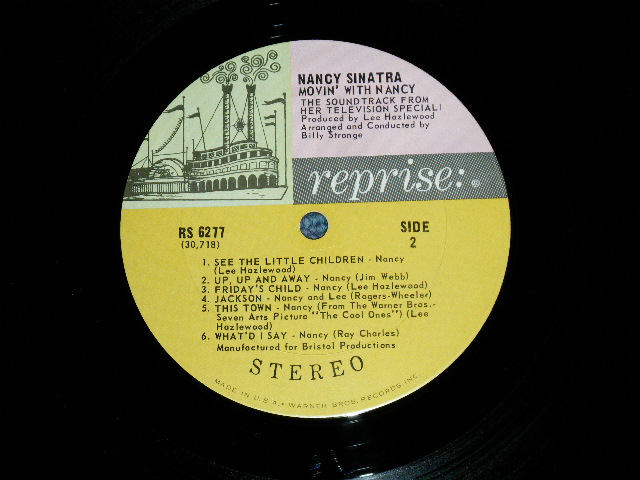 NANCY SINATRA
MOVIN' WITH NANCY
THE SOUNDTRACK FROM
HER TELEVISION SPECIAL!
Produced by Lee Hazlewood
Arranged and Conducted by
Billy Strange
reprise:
RS 6277
(30,718)
SIDE
2
1. SEE THE LITTLE CHILDREN - Nancy
(Lee Hazlewood)
2. UP, UP AND AWAY - Nancy (Jim Webb)
3. FRIDAY'S CHILD - Nancy (Lee Hazlewood)
4. JACKSON - Nancy and Lee (Rogers-Wheeler)
5. THIS TOWN - Nancy (From The Warner Bros.-
Seven Arts Picture "The Cool Ones") (Lee
Hazlewood)
6. WHAT'D I SAY - Nancy (Ray Charles)
Manufactured for Bristol Productions
STEREO
MADE IN U.S.A. • WARNER BROS. RECORDS INC.